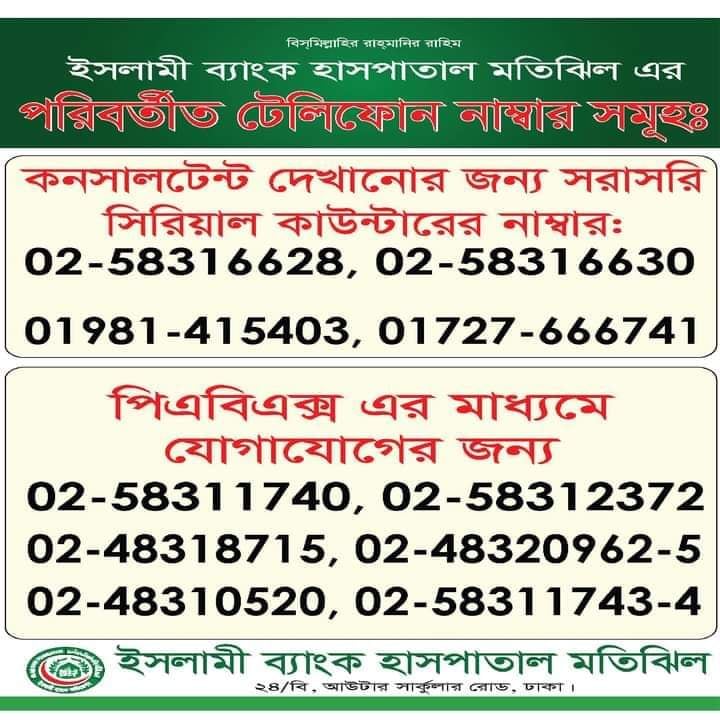 বিস্‌মিল্লাহির রাহ্‌মানির রাহিম
ইসলামী ব্যাংক হাসপাতাল মতিঝিল এর
পরিবর্তীত টেলিফোন নাম্বার সমূহঃ
কনসালটেন্ট দেখানোর জন্য সরাসরি
সিরিয়াল কাউন্টারের নাম্বার:
02-58316628, 02-58316630
01981-415403, 01727-666741
পিএবিএক্স এর মাধ্যমে
যোগাযোগের জন্য
02-58311740, 02-58312372
02-48318715, 02-48320962-5
02-48310520, 02-58311743-4
ইসলামী ব্যাংক হাসপাতাল মতিঝিল
২৪/বি, আউটার সার্কুলার রোড, ঢাকা।